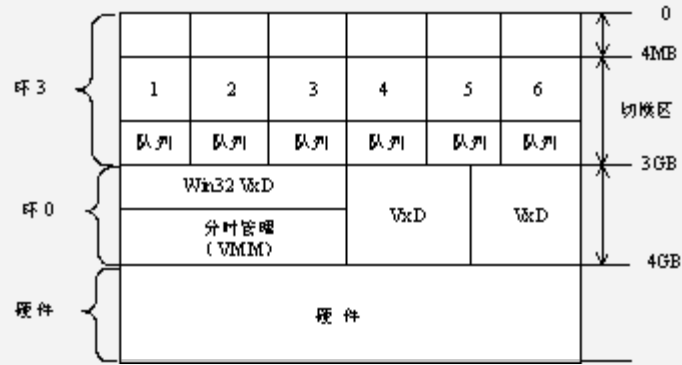 0
4MB
环 3
1 2 3 4 5 6
切换区
队列 队列 队列 队列 队列 队列
3GB
Win32 VxD
环 0
VxD VxD
分时管理
( VMM)
4GB
硬件
硬 件